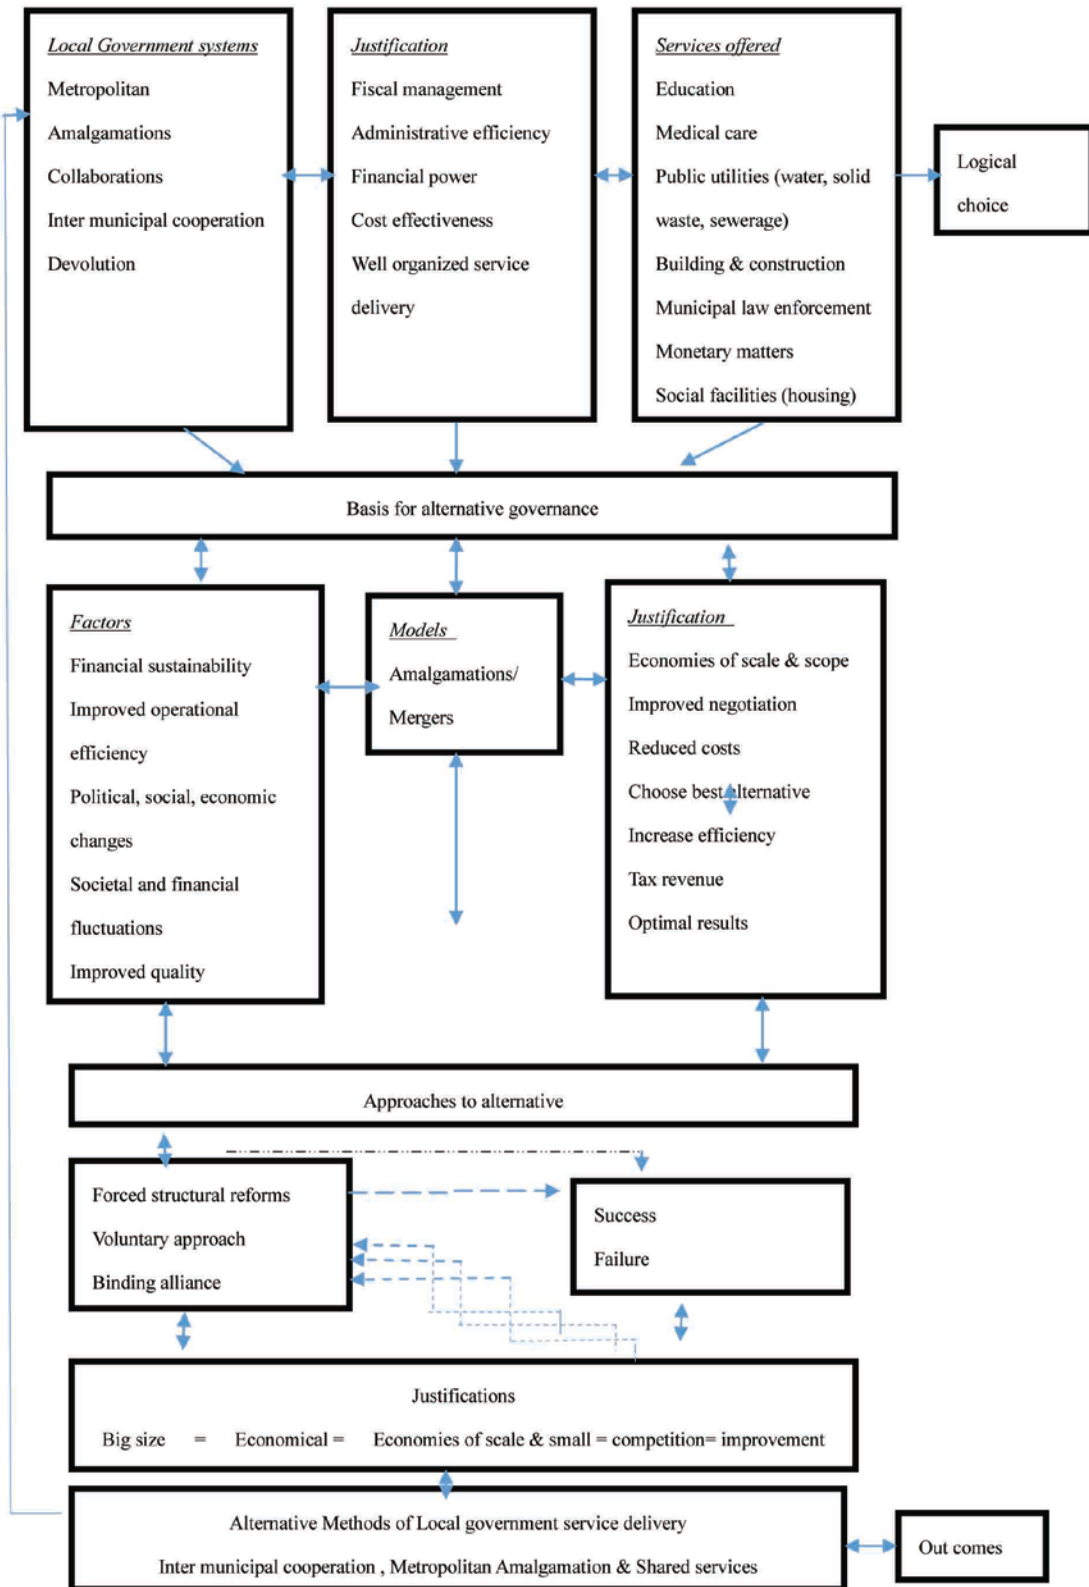 Local Government systems
Metropolitan
Amalgamations
Collaborations
Inter municipal cooperation
Devolution
Justification
Fiscal management
Administrative efficiency
Financial power
Cost effectiveness
Well organized service
delivery
Services offered
Education
Medical care
Public utilities (water, solid
waste, sewerage)
Building & construction
Municipal law enforcement
Monetary matters
Social facilities (housing)
Logical
choice
Basis for alternative governance
Factors
Financial sustainability
Improved operational
efficiency
Political, social, economic
changes
Societal and financial
fluctuations
Improved quality
Models
Amalgamations/
Mergers
Justification
Economies of scale & scope
Improved negotiation
Reduced costs
Choose best alternative
Increase efficiency
Tax revenue
Optimal results
Approaches to alternative
Forced structural reforms
Voluntary approach
Binding alliance
Success
Failure
Justifications
Big size = Economical = Economies of scale & small = competition= improvement
Alternative Methods of Local government service delivery
Inter municipal cooperation , Metropolitan Amalgamation & Shared services
Out comes